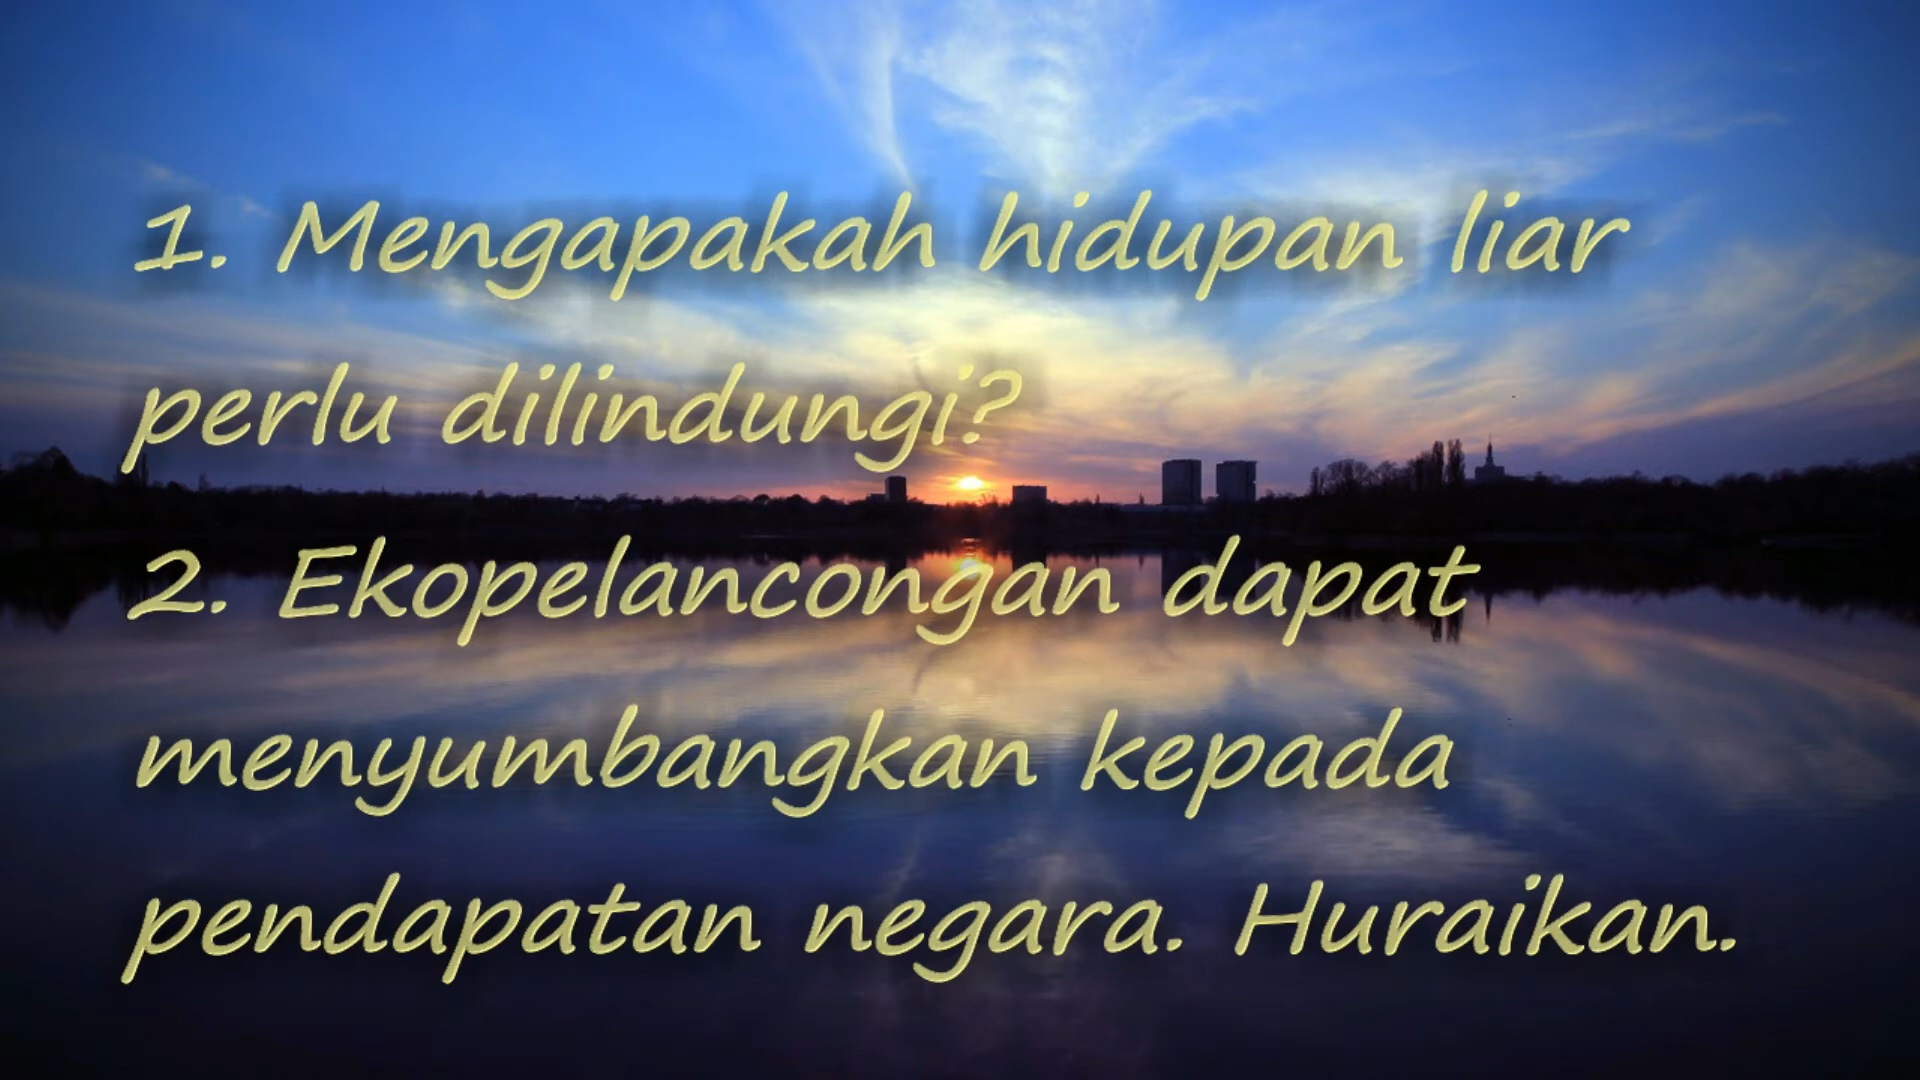 1. Mengapakah hidupan liar
perlu dilindungi?
2. Ekopelancongan dapat
menyumbangkan kepada
pendapatan negara. Huraikan.